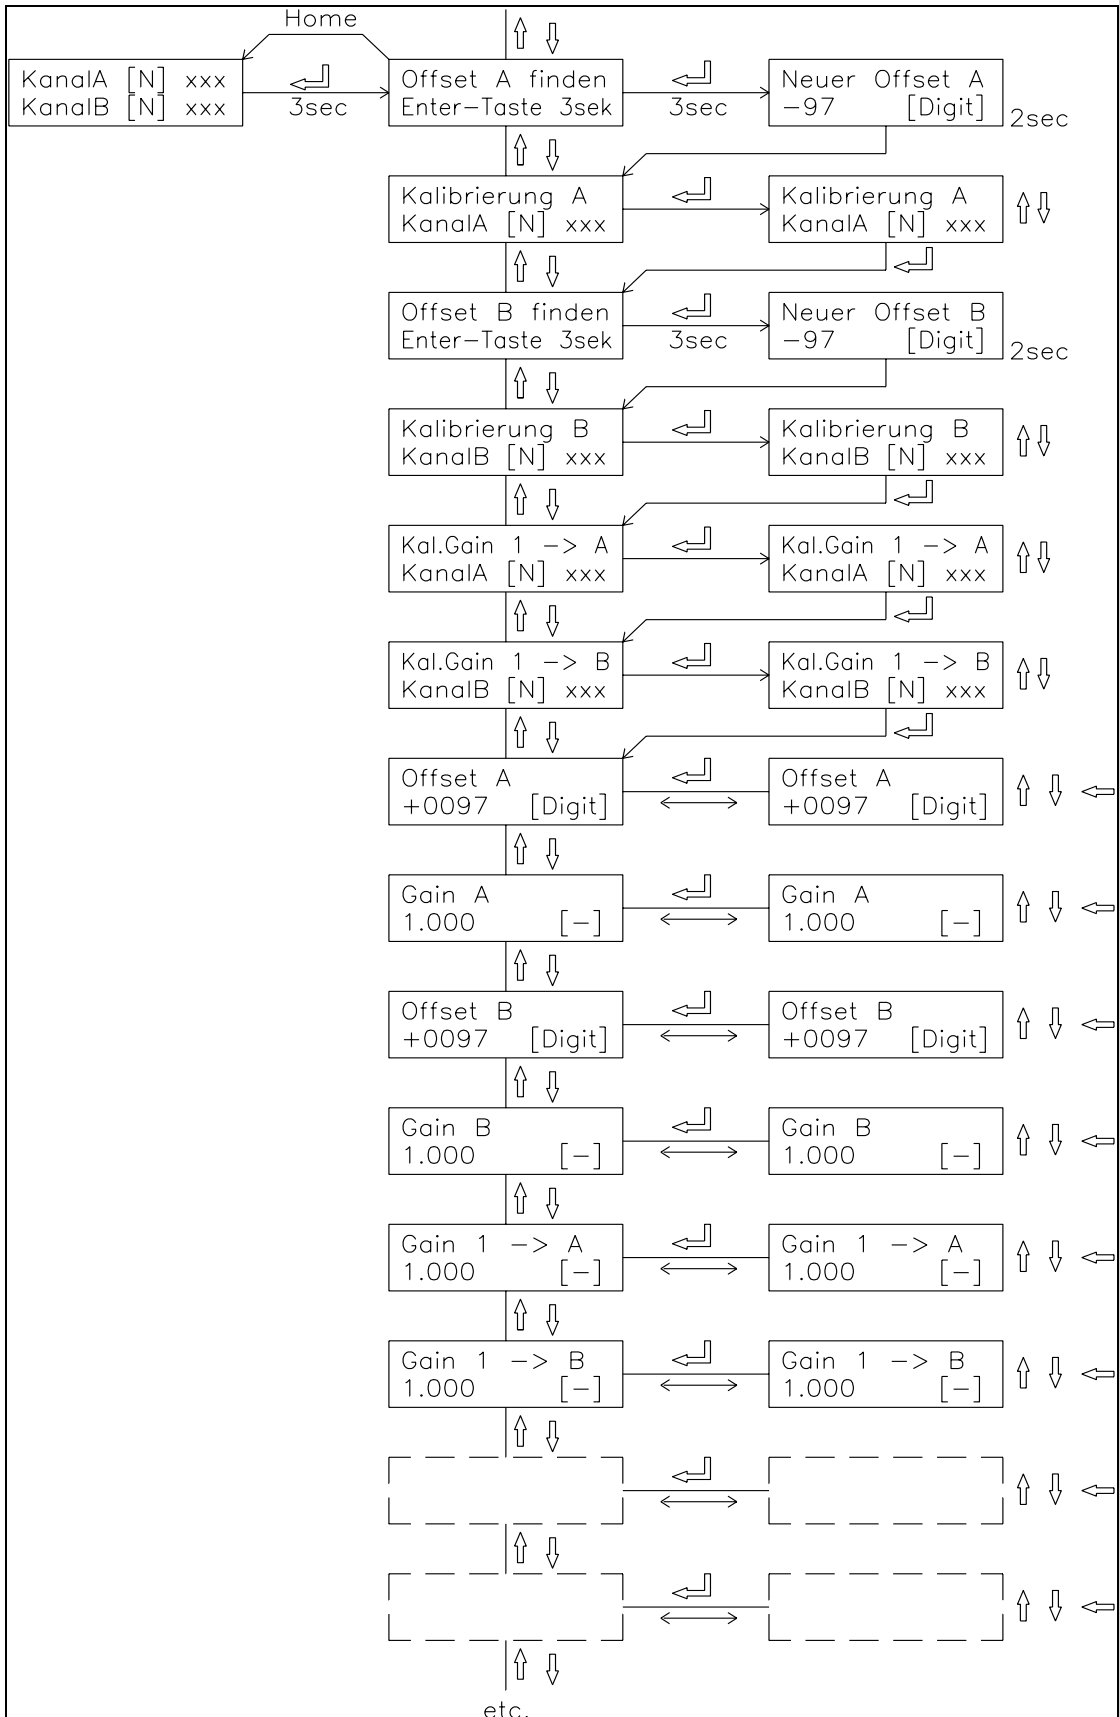 Home
KanalA [N] xxx
KanalB [N] xxx
3sec
Offset A finden
Enter-Taste 3sek
3sec
Neuer Offset A
-97 [Digit]
2sec
Kalibrierung A
KanalA [N] xxx
Kalibrierung A
KanalA [N] xxx
Offset B finden
Enter-Taste 3sek
3sec
Neuer Offset B
-97 [Digit]
2sec
Kalibrierung B
KanalB [N] xxx
Kalibrierung B
KanalB [N] xxx
Kal.Gain 1 -> A
KanalA [N] xxx
Kal.Gain 1 -> A
KanalA [N] xxx
Kal.Gain 1 -> B
KanalB [N] xxx
Kal.Gain 1 -> B
KanalB [N] xxx
Offset A
+0097 [Digit]
Offset A
+0097 [Digit]
Gain A
1.000 [-]
Gain A
1.000 [-]
Offset B
+0097 [Digit]
Offset B
+0097 [Digit]
Gain B
1.000 [-]
Gain B
1.000 [-]
Gain 1 -> A
1.000 [-]
Gain 1 -> A
1.000 [-]
Gain 1 -> B
1.000 [-]
Gain 1 -> B
1.000 [-]
etc.